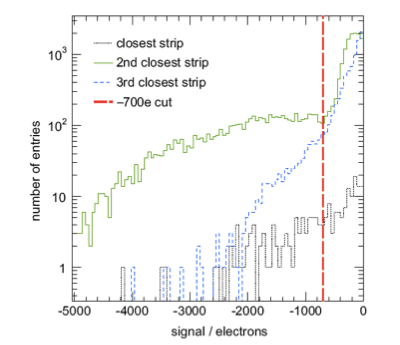 closest strip
2nd closest strip
3rd closest strip
−700e cut
10³
10²
10
1
number of entries
-5000 -4000 -3000 -2000 -1000 0
signal / electrons